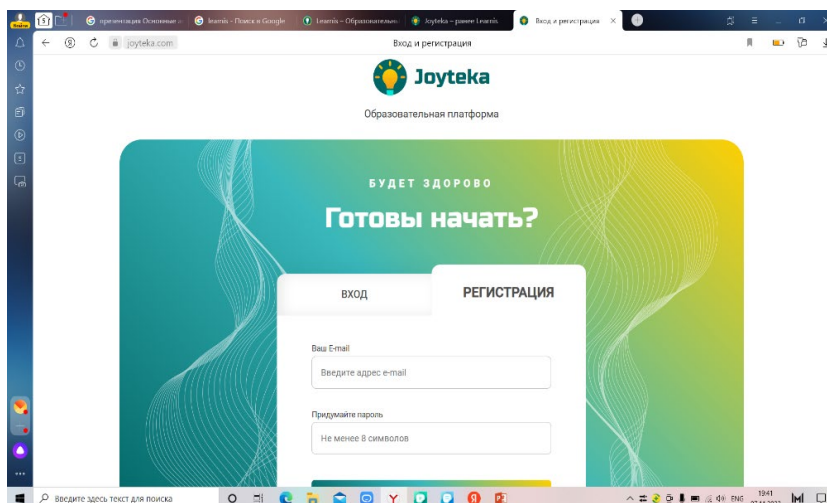 Войти
презентация Основные о
learnis - Поиск в Google
Learnis – Образовательн
Joyteka – ранее Learnis.
Вход и регистрация
joyteka.com
Вход и регистрация
Joyteka
Образовательная платформа
БУДЕТ ЗДОРОВО
Готовы начать?
ВХОД
РЕГИСТРАЦИЯ
Ваш E-mail
Введите адрес e-mail
Придумайте пароль
Не менее 8 символов
Введите здесь текст для поиска
ENG
19:41